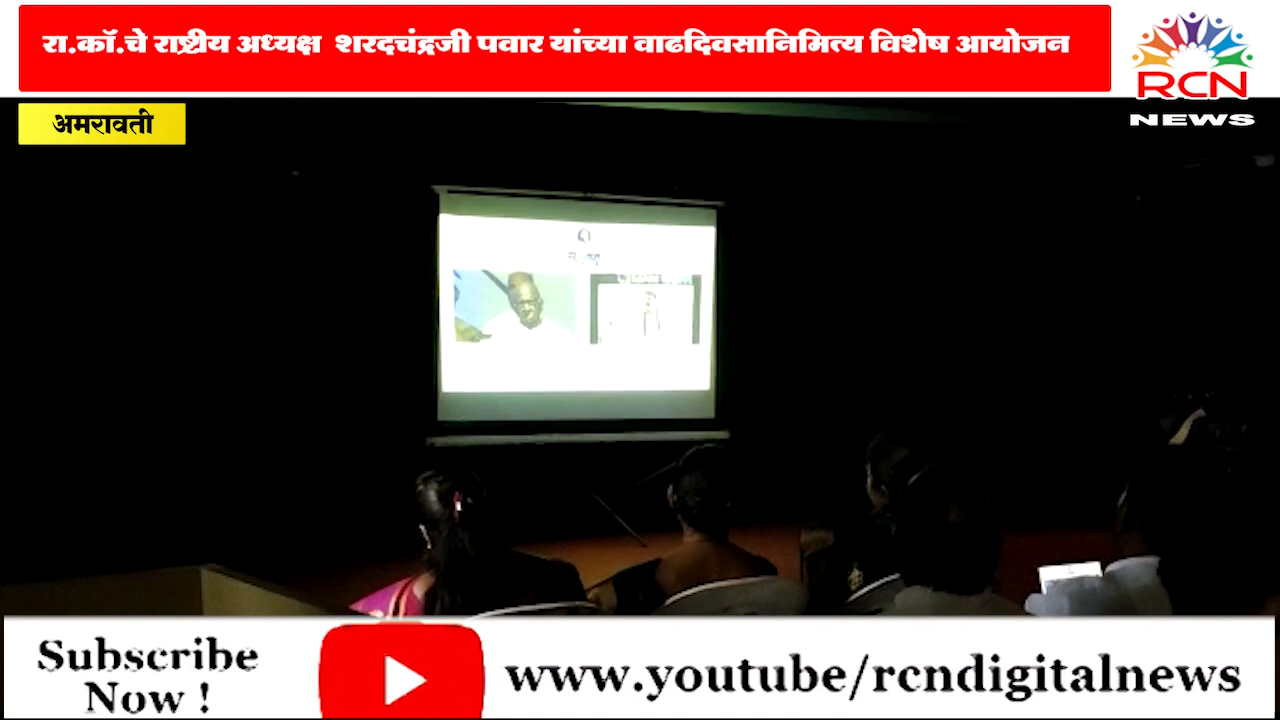 रा.कॉ.चे राष्ट्रीय अध्यक्ष शरदचंद्रजी पवार यांच्या वाढदिवसानिमित्य विशेष आयोजन
RCN
NEWS
अमरावती
Subscribe
Now !
www.youtube/rcndigitalnews